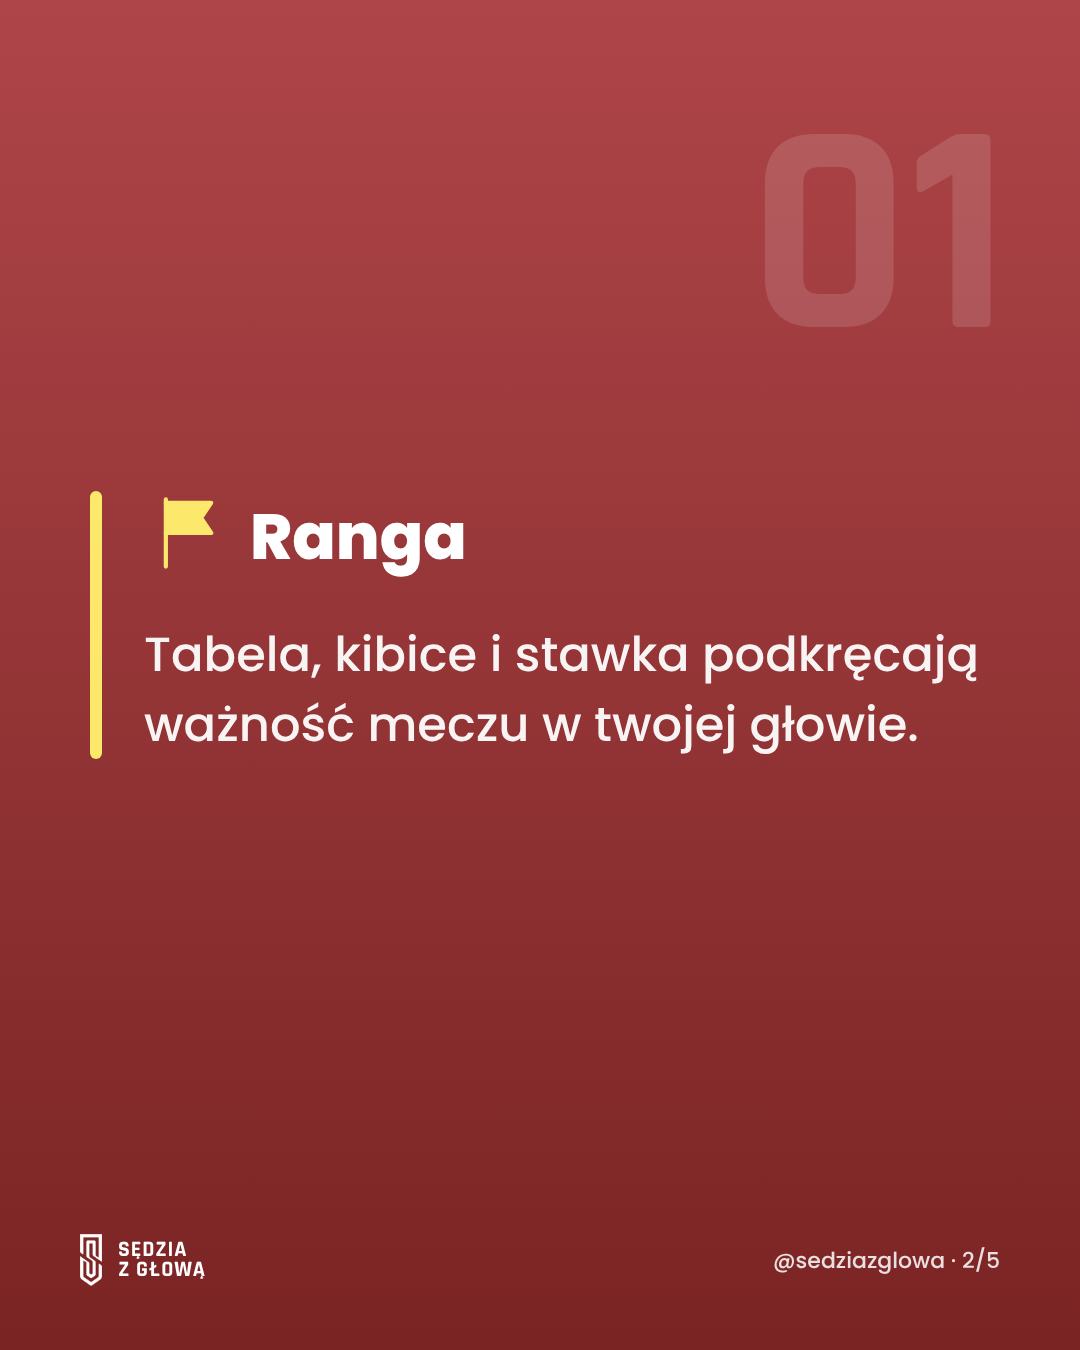 01
Ranga
Tabela, kibice i stawka podkręcają
ważność meczu w twojej głowie.
SĘDZIA
Z GŁOWĄ
@sedziazglowa · 2/5